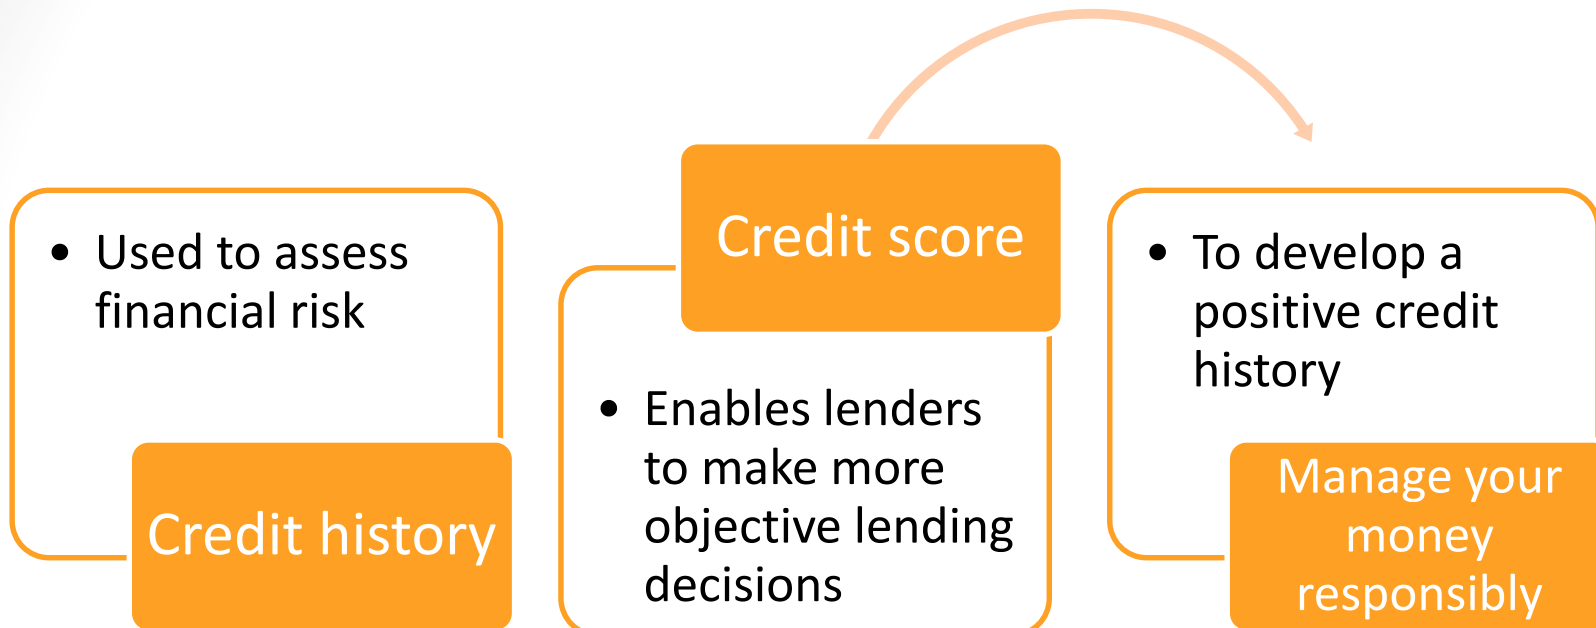 • Used to assess
financial risk
Credit history
Credit score
• Enables lenders
to make more
objective lending
decisions
• To develop a
positive credit
history
Manage your
money
responsibly